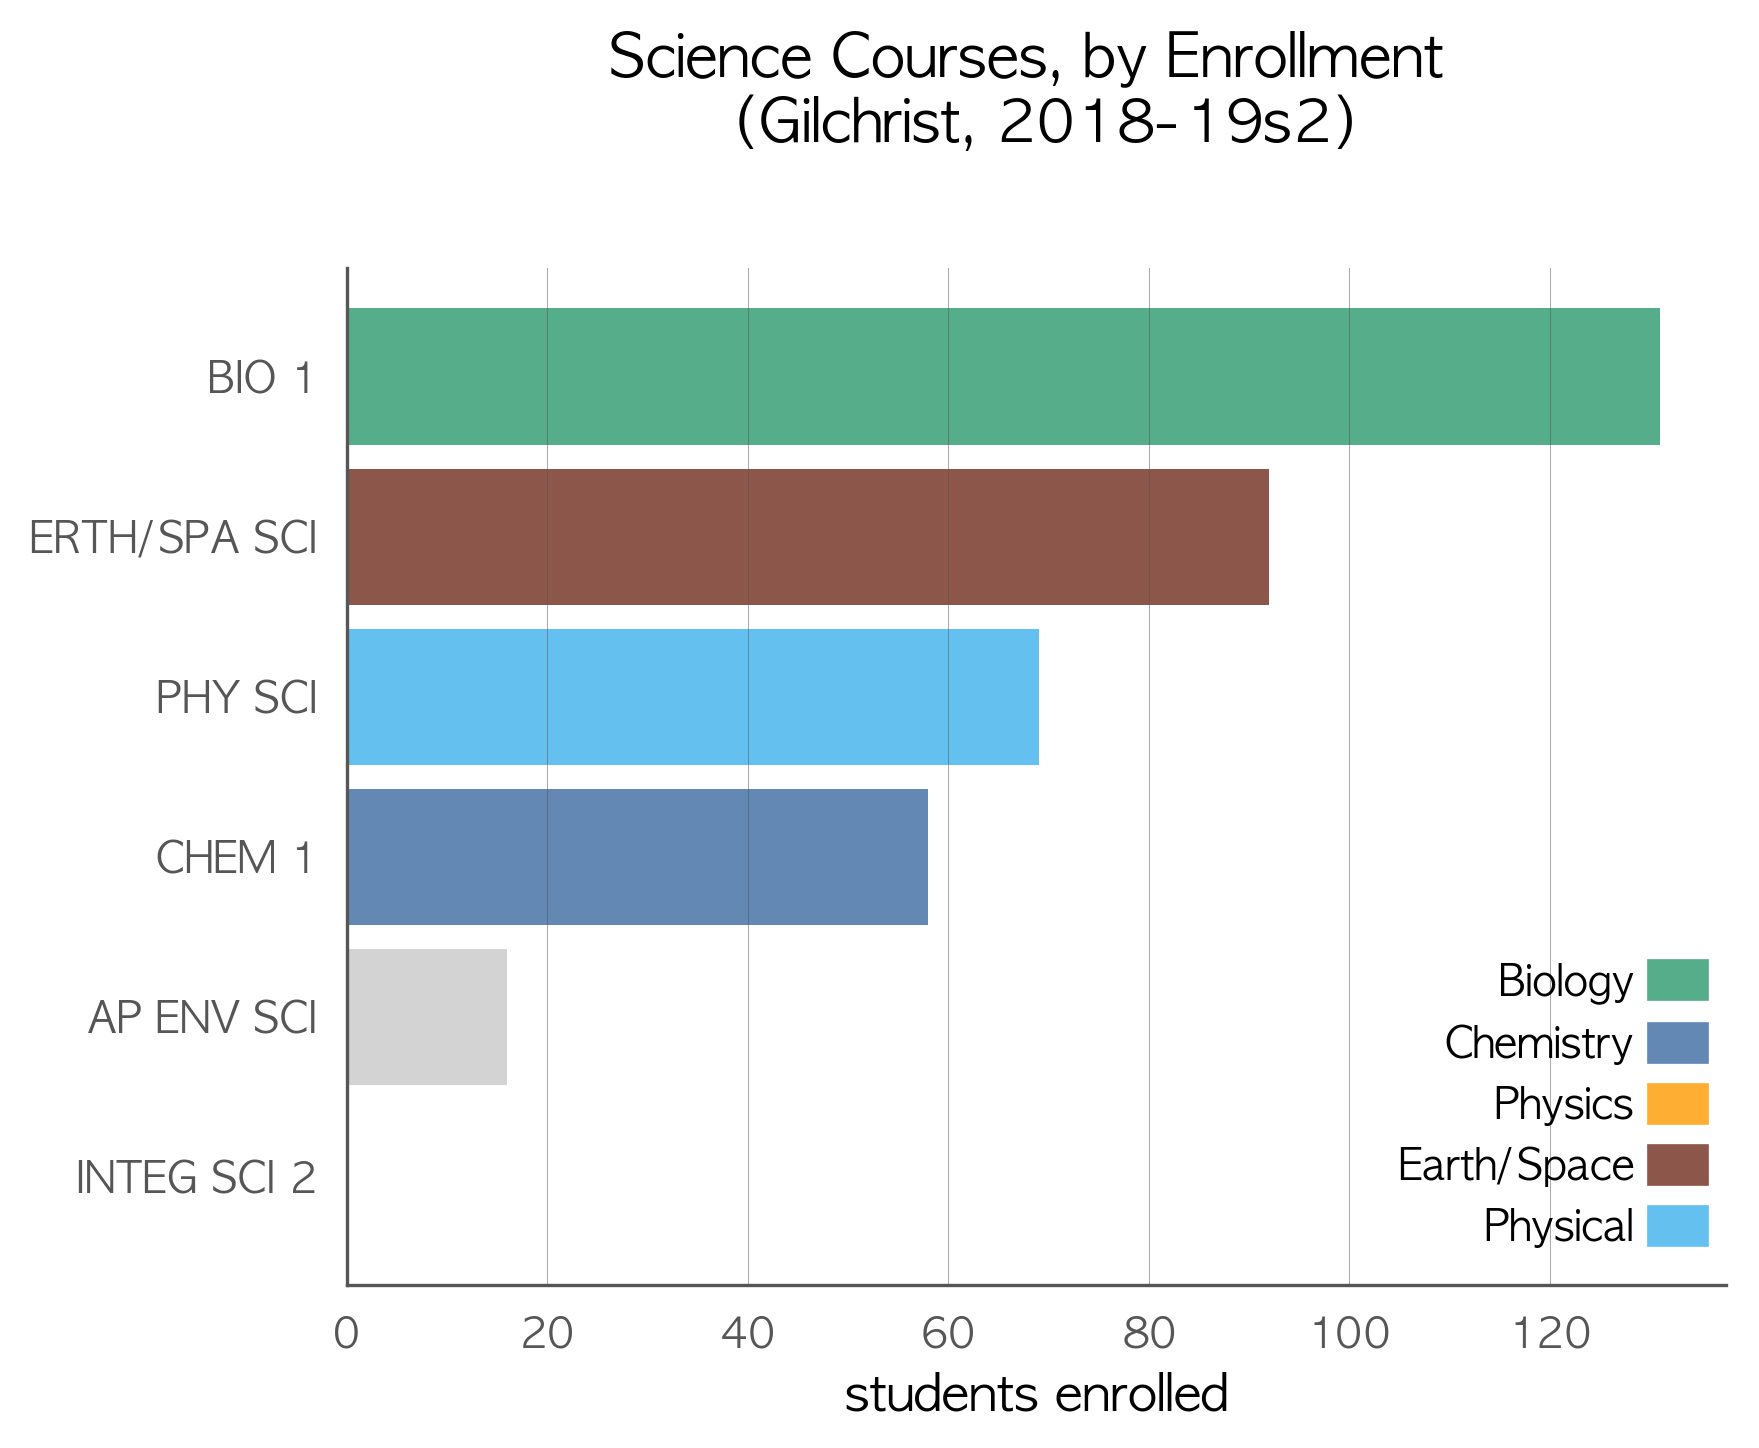 Science Courses, by Enrollment
(Gilchrist, 2018-19s2)
BIO 1
ERTH/SPA SCI
PHY SCI
CHEM 1
AP ENV SCI
INTEG SCI 2
Biology
Chemistry
Physics
Earth/Space
Physical
0 20 40 60 80 100 120
students enrolled